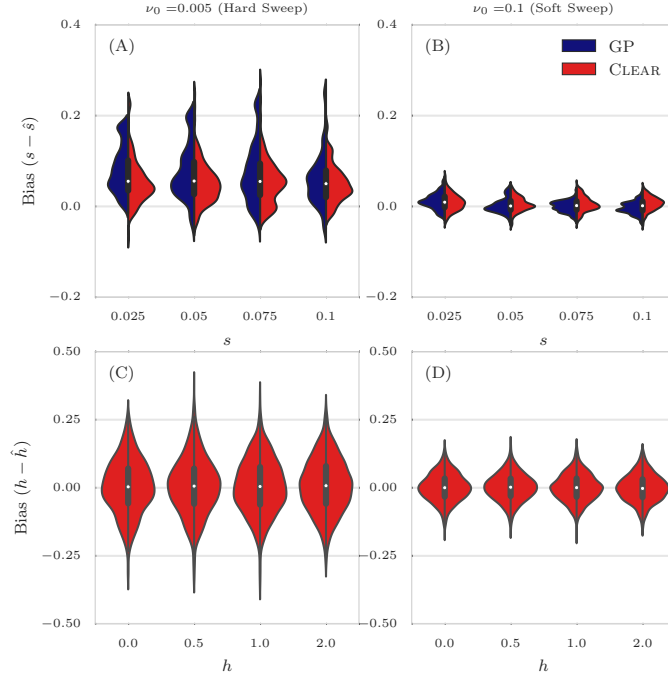 ν0 =0.005 (Hard Sweep)
ν0 =0.1 (Soft Sweep)
(A)
(B)
GP
CLEAR
0.4
0.2
0.0
−0.2
Bias (s − ŝ)
0.4
0.2
0.0
−0.2
0.025 0.05 0.075 0.1
s
0.025 0.05 0.075 0.1
s
(C)
(D)
0.50
0.25
0.00
−0.25
−0.50
Bias (h − ĥ)
0.50
0.25
0.00
−0.25
−0.50
0.0 0.5 1.0 2.0
h
0.0 0.5 1.0 2.0
h